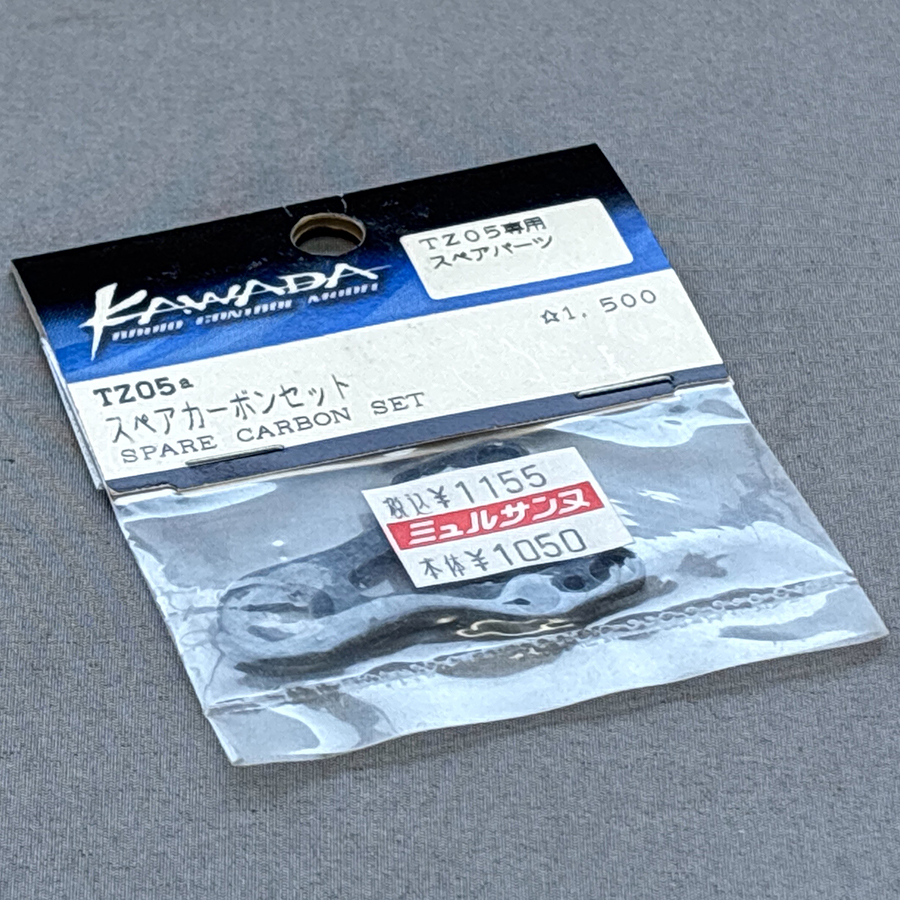 KAWADA
RADIO CONTROL MODEL
TZ05専用
スペアパーツ
☆1,500
TZ05a
スペアカーボンセット
SPARE CARBON SET
税込¥1155
ミュルサンヌ
本体¥1050